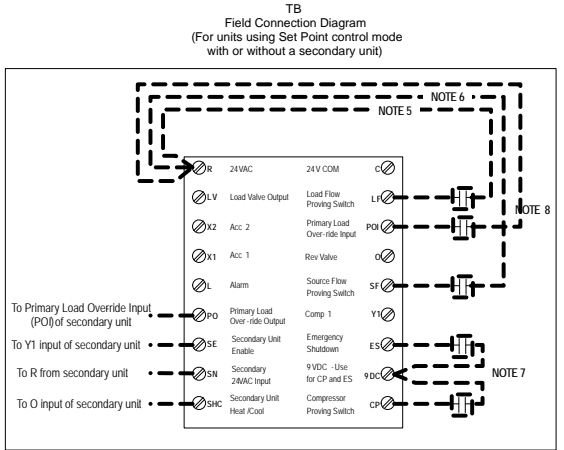 TB
Field Connection Diagram
(For units using Set Point control mode
with or without a secondary unit)
NOTE 6
NOTE 5
R 24VAC 24V COM C
LV Load Valve Output Load Flow Proving Switch LF
NOTE 8
X2 Acc 2 Primary Load Over-ride Input POI
X1 Acc 1 Rev Valve O
L Alarm Source Flow Proving Switch SF
To Primary Load Override Input
(POI) of secondary unit
PO Primary Load Over-ride Output Comp 1 Y1
To Y1 input of secondary unit
SE Secondary Unit Enable Emergency Shutdown ES
To R from secondary unit
SN Secondary 24VAC Input 9 VDC - Use for CP and ES 9DC
NOTE 7
To O input of secondary unit
SHC Secondary Unit Heat /Cool Compressor Proving Switch CP